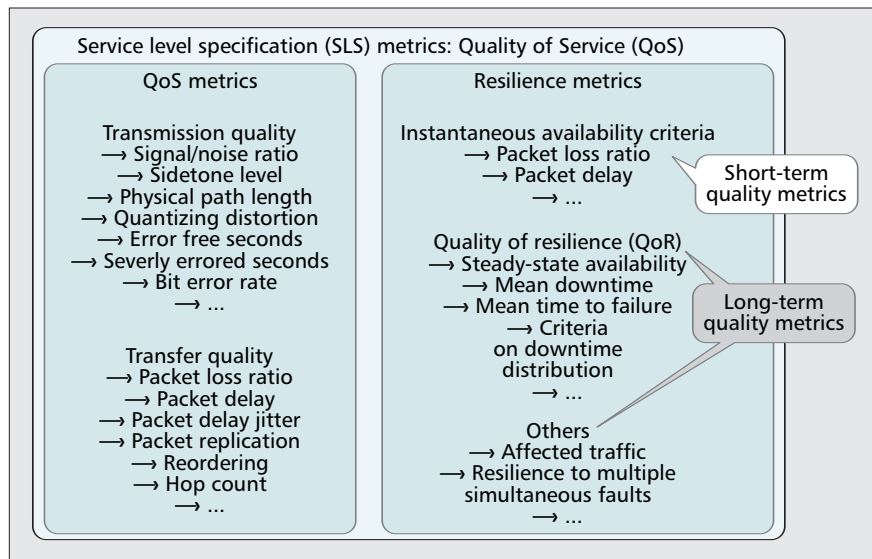 Service level specification (SLS) metrics: Quality of Service (QoS)
QoS metrics
Transmission quality
→ Signal/noise ratio
→ Sidetone level
→ Physical path length
→ Quantizing distortion
→ Error free seconds
→ Severly errored seconds
→ Bit error rate
→ ...
Transfer quality
→ Packet loss ratio
→ Packet delay
→ Packet delay jitter
→ Packet replication
→ Reordering
→ Hop count
→ ...
Resilience metrics
Instantaneous availability criteria
→ Packet loss ratio
→ Packet delay
→ ...
Short-term
quality metrics
Quality of resilience (QoR)
→ Steady-state availability
→ Mean downtime
→ Mean time to failure
→ Criteria
on downtime
distribution
→ ...
Long-term
quality metrics
Others
→ Affected traffic
→ Resilience to multiple
simultaneous faults
→ ...